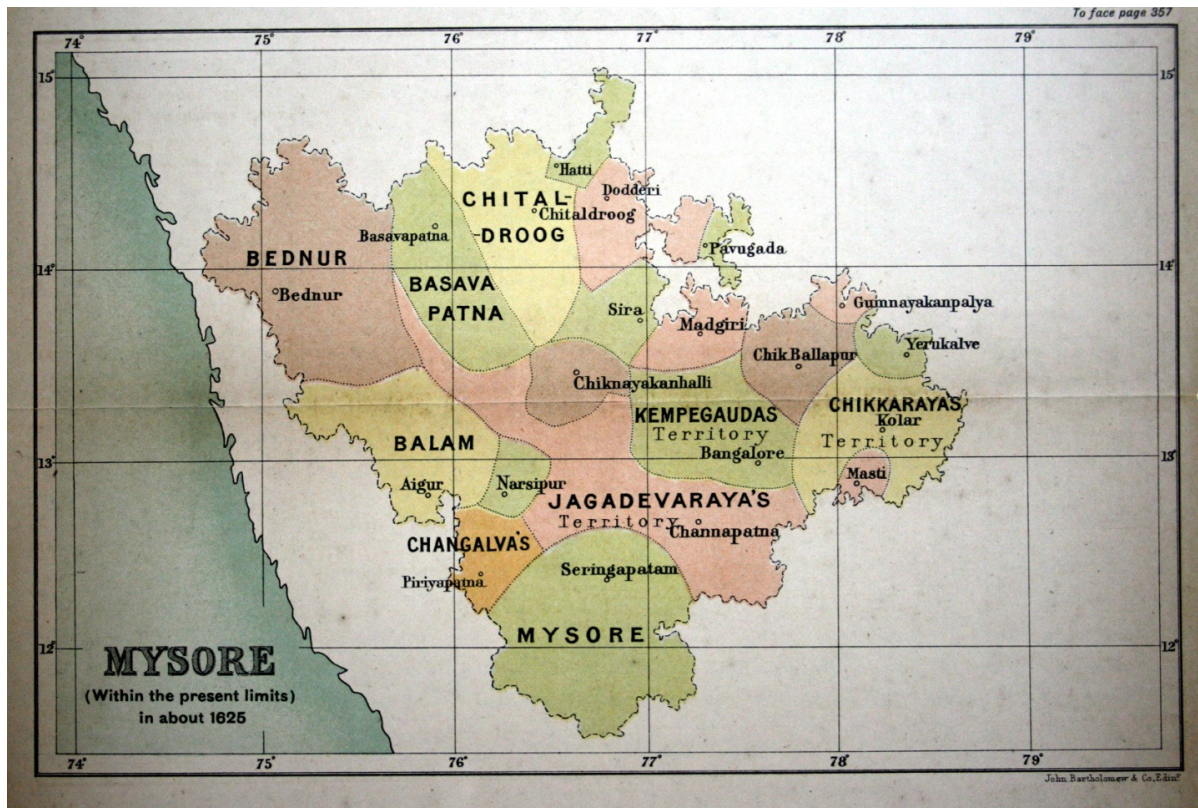 To face page 357
74° 75° 76° 77° 78° 79°
15° 15°
Hatti
Dodderi
CHITAL-
Chitaldroog
-DROOG
Basavapatna
Pavugada
BEDNUR
14° 14°
BASAVA
Bednur
PATNA
Gumnayakanpalya
Sira
Madgiri
Yerukalve
Chik Ballapur
Chiknayakanhalli
CHIKKARAYA'S
KEMPEGAUDAS
Kolar
Territory
Territory
BALAM
Bangalore
13° 13°
Masti
Aigur
Narsipur
JAGADEVARAYA'S
Territory
Channapatna
CHANGALVA'S
Seringapatam
Piriyapatna
MYSORE
12° 12°
MYSORE
(Within the present limits)
in about 1625
74° 75° 76° 77° 78° 79°
John Bartholomew & Co., Edinr.